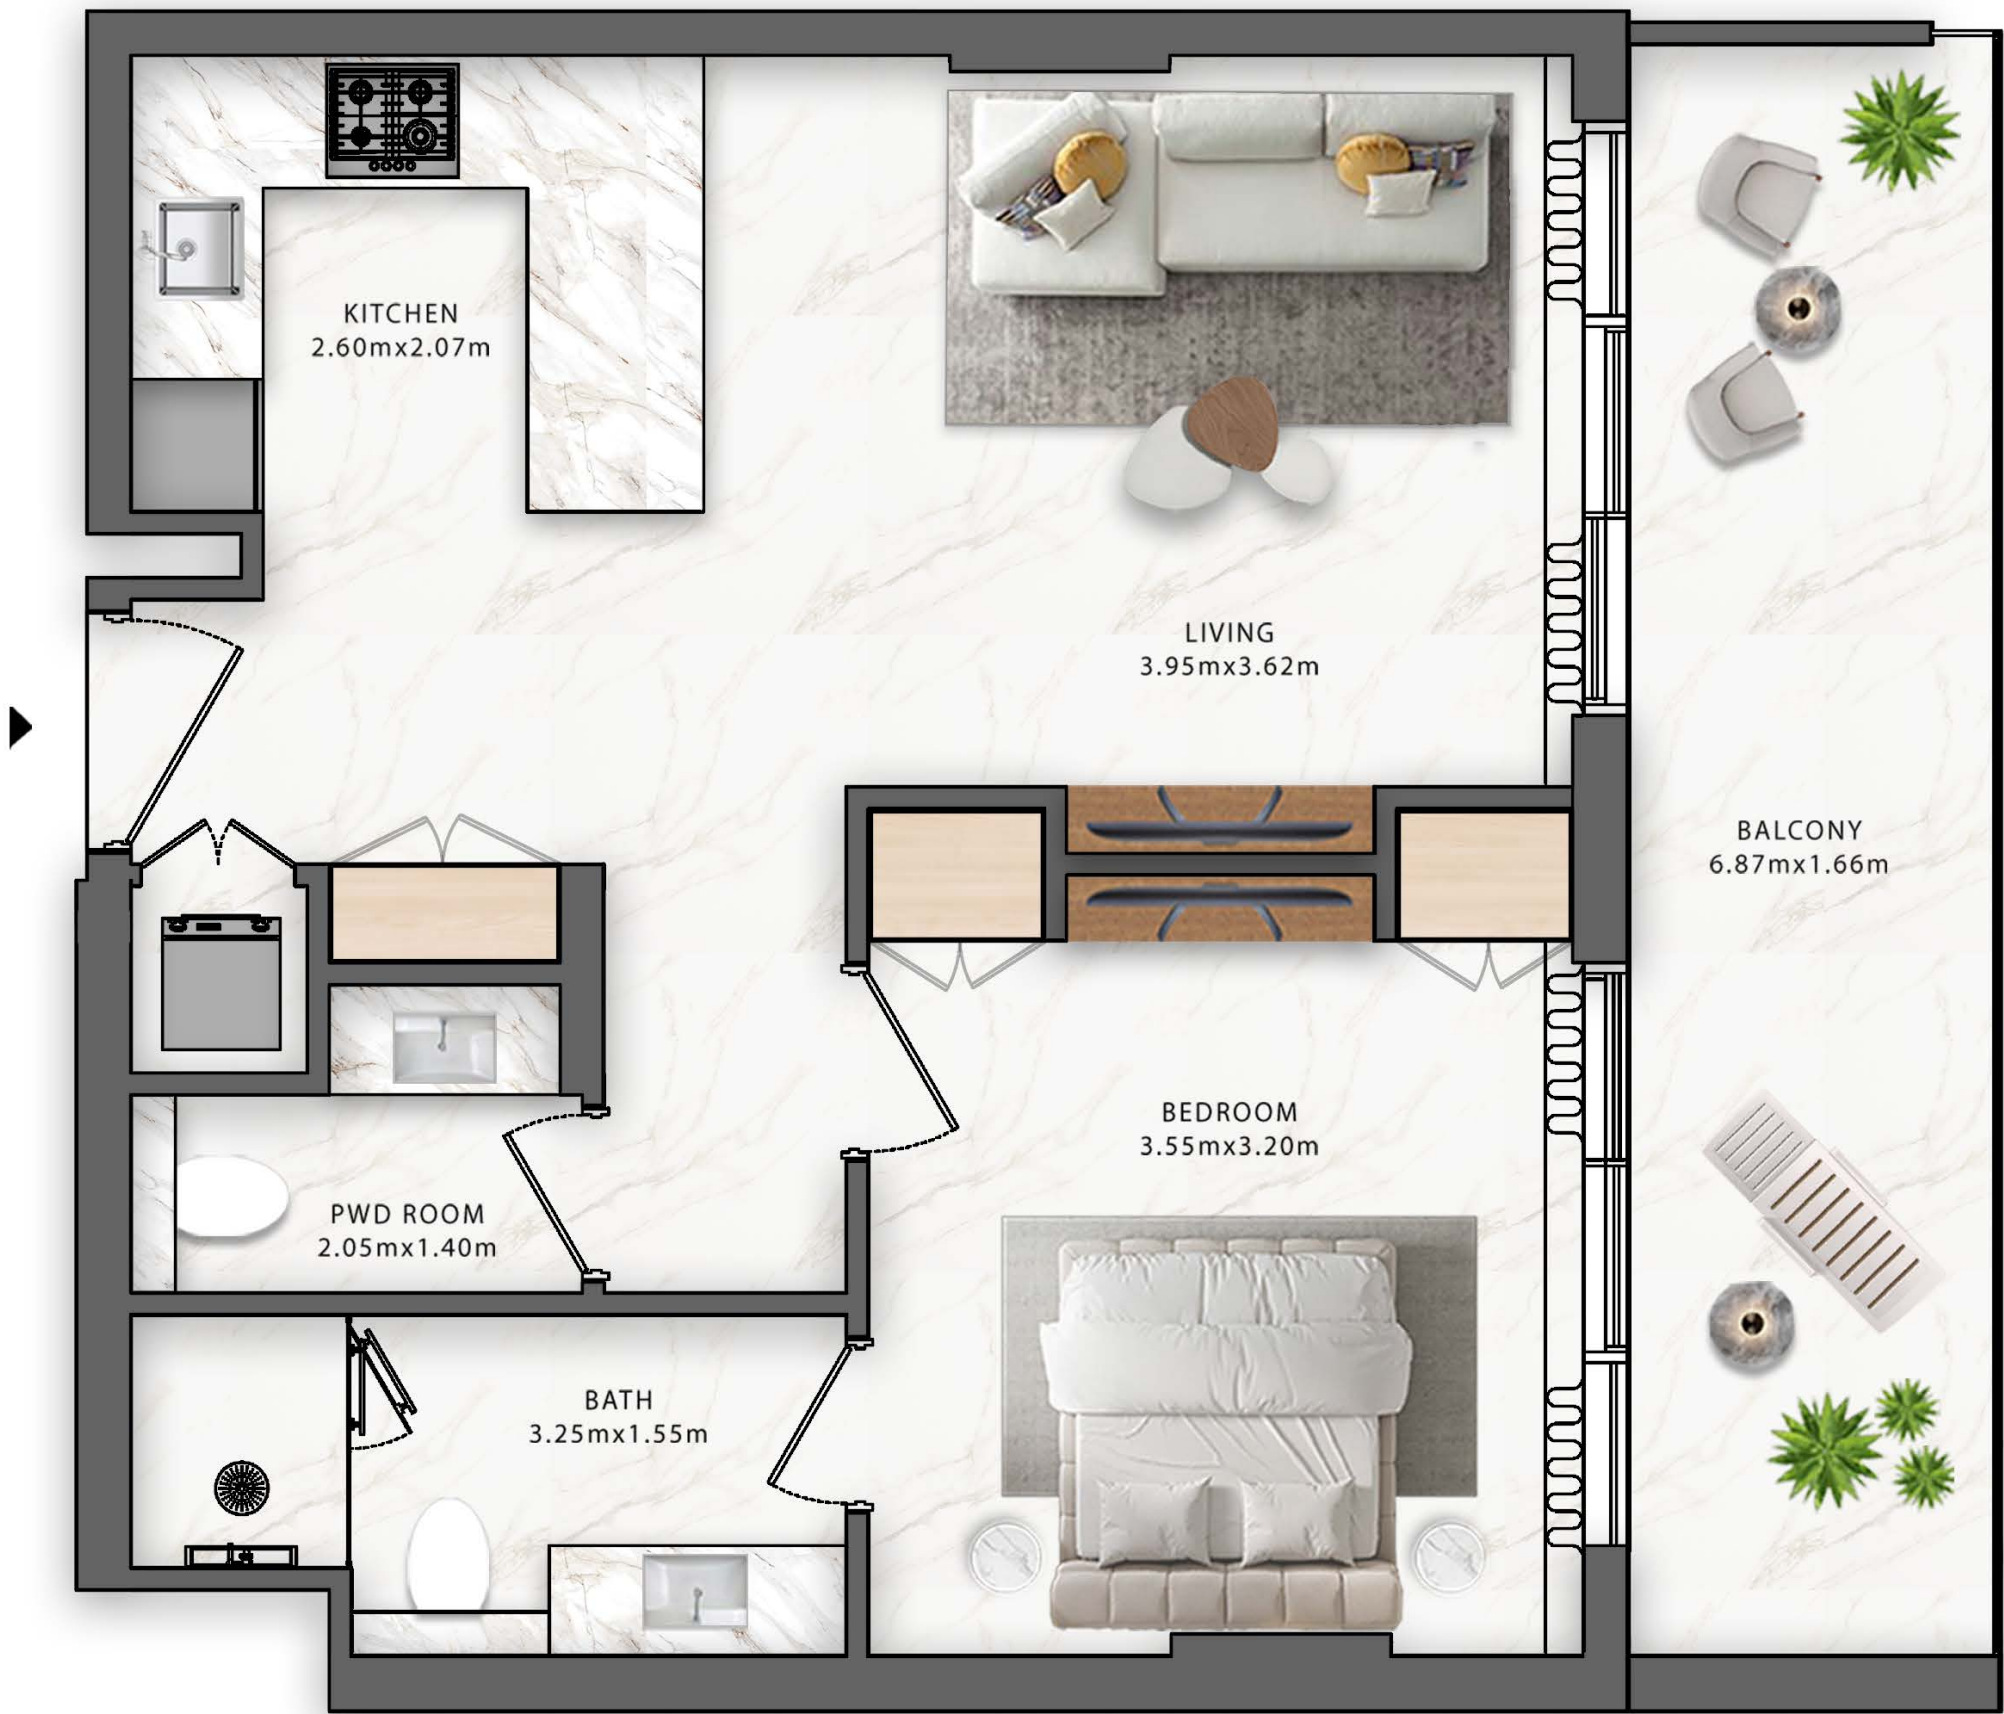 KITCHEN
2.60mx2.07m
LIVING
3.95mx3.62m
BALCONY
6.87mx1.66m
BEDROOM
3.55mx3.20m
PWD ROOM
2.05mx1.40m
BATH
3.25mx1.55m